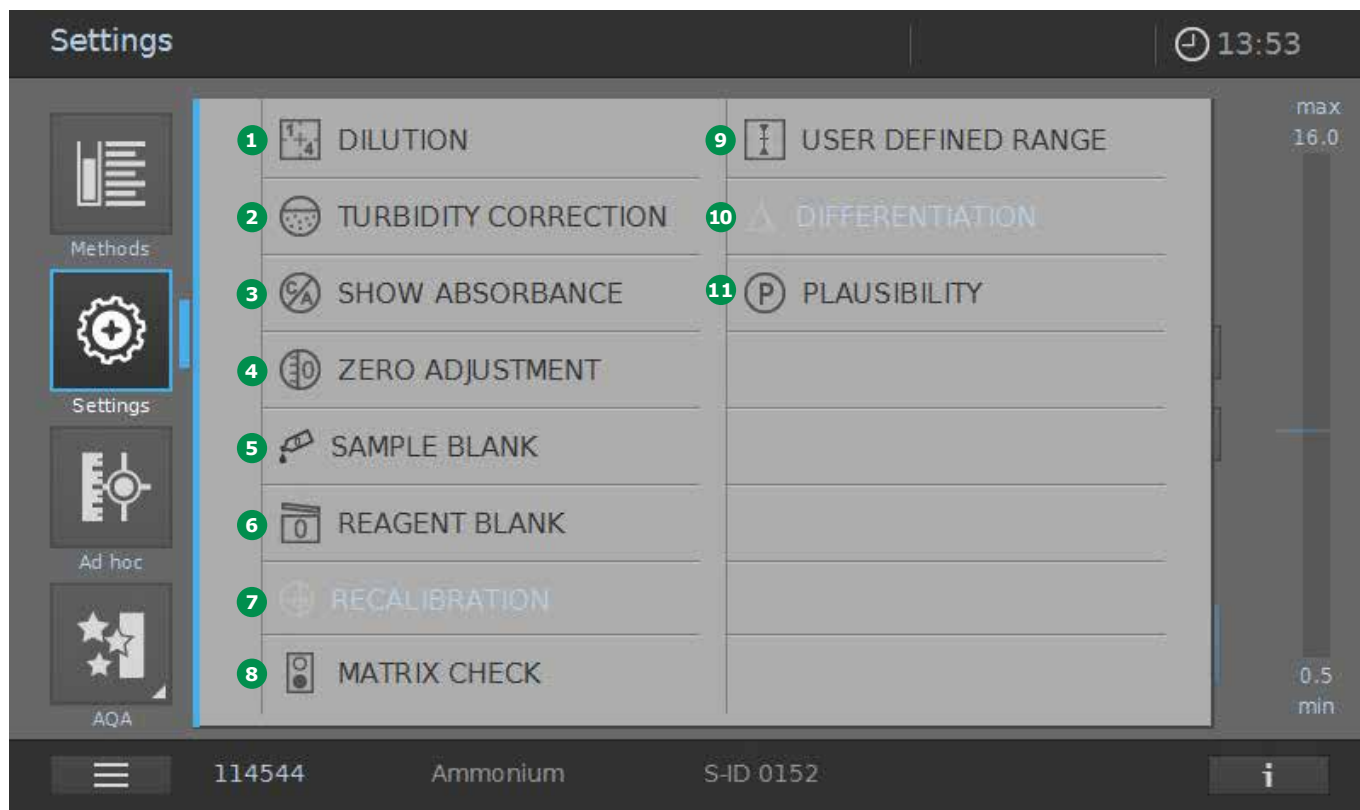 Settings
13:53
max
16.0
Methods
Settings
Ad hoc
AQA
1 DILUTION
2 TURBIDITY CORRECTION
3 SHOW ABSORBANCE
4 ZERO ADJUSTMENT
5 SAMPLE BLANK
6 REAGENT BLANK
7 RECALIBRATION
8 MATRIX CHECK
9 USER DEFINED RANGE
10 DIFFERENTIATION
11 PLAUSIBILITY
0.5
min
114544 Ammonium S-ID 0152
i